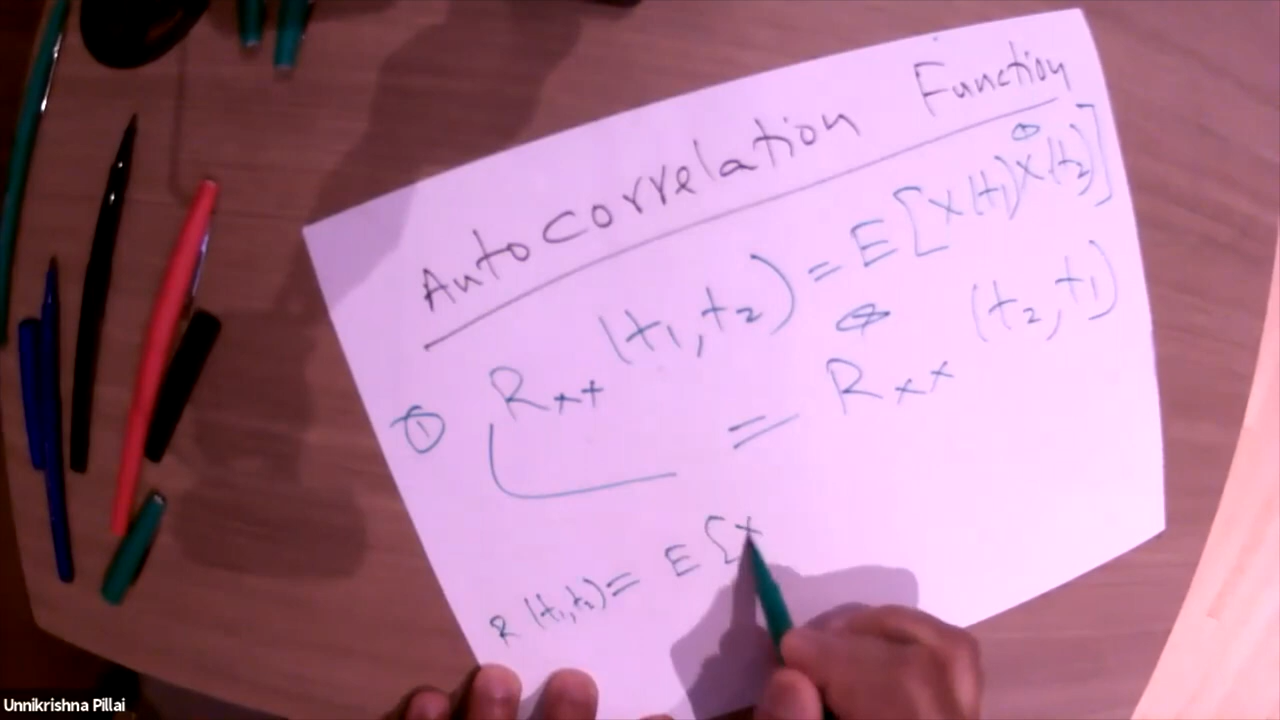 Autocorrelation Function
① Rxx (t1, t2) = E[X(t1) X*(t2)]
= R*xx (t2, t1)
R (t1, t2) = E [X
Unnikrishna Pillai